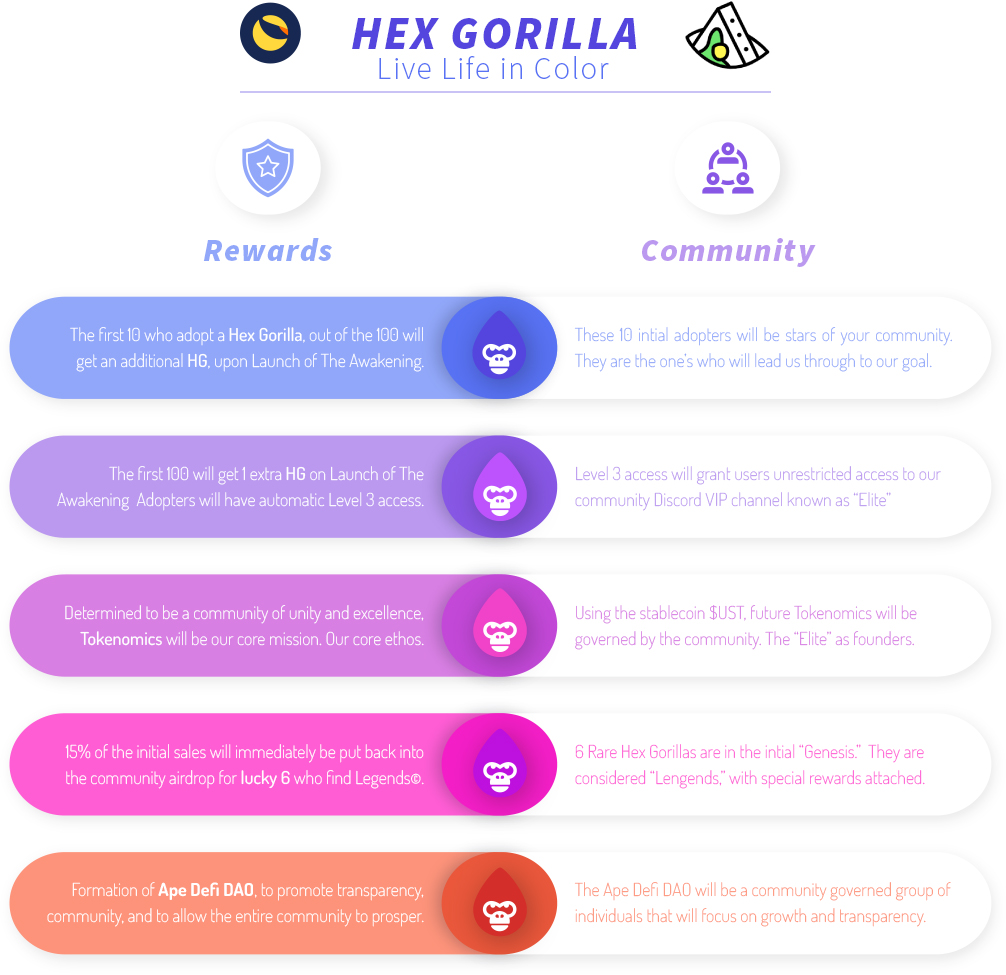 HEX GORILLA
Live Life in Color
Rewards
Community
The first 10 who adopt a Hex Gorilla, out of the 100 will
get an additional HG, upon Launch of The Awakening.
These 10 intial adopters will be stars of your community.
They are the one's who will lead us through to our goal.
The first 100 will get 1 extra HG on Launch of The
Awakening Adopters will have automatic Level 3 access.
Level 3 access will grant users unrestricted access to our
community Discord VIP channel known as "Elite"
Determined to be a community of unity and excellence,
Tokenomics will be our core mission. Our core ethos.
Using the stablecoin $UST, future Tokenomics will be
governed by the community. The "Elite" as founders.
15% of the initial sales will immediately be put back into
the community airdrop for lucky 6 who find Legends©.
6 Rare Hex Gorillas are in the intial "Genesis." They are
considered "Lengends," with special rewards attached.
Formation of Ape Defi DAO, to promote transparency,
community, and to allow the entire community to prosper.
The Ape Defi DAO will be a community governed group of
individuals that will focus on growth and transparency.